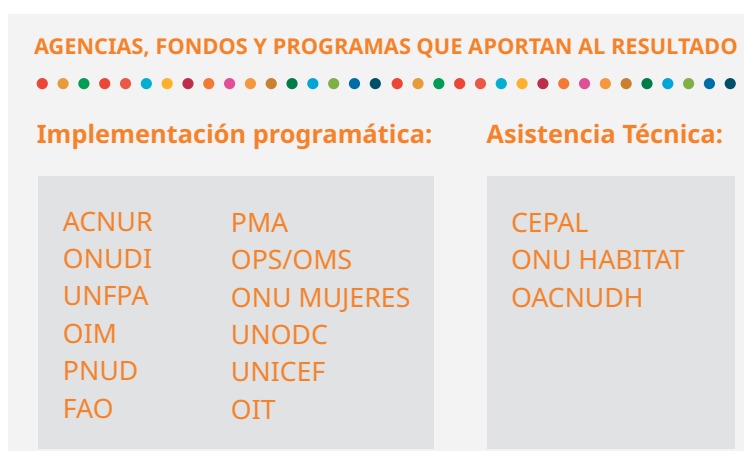 AGENCIAS, FONDOS Y PROGRAMAS QUE APORTAN AL RESULTADO
Implementación programática:
ACNUR
ONUDI
UNFPA
OIM
PNUD
FAO
PMA
OPS/OMS
ONU MUJERES
UNODC
UNICEF
OIT
Asistencia Técnica:
CEPAL
ONU HABITAT
OACNUDH